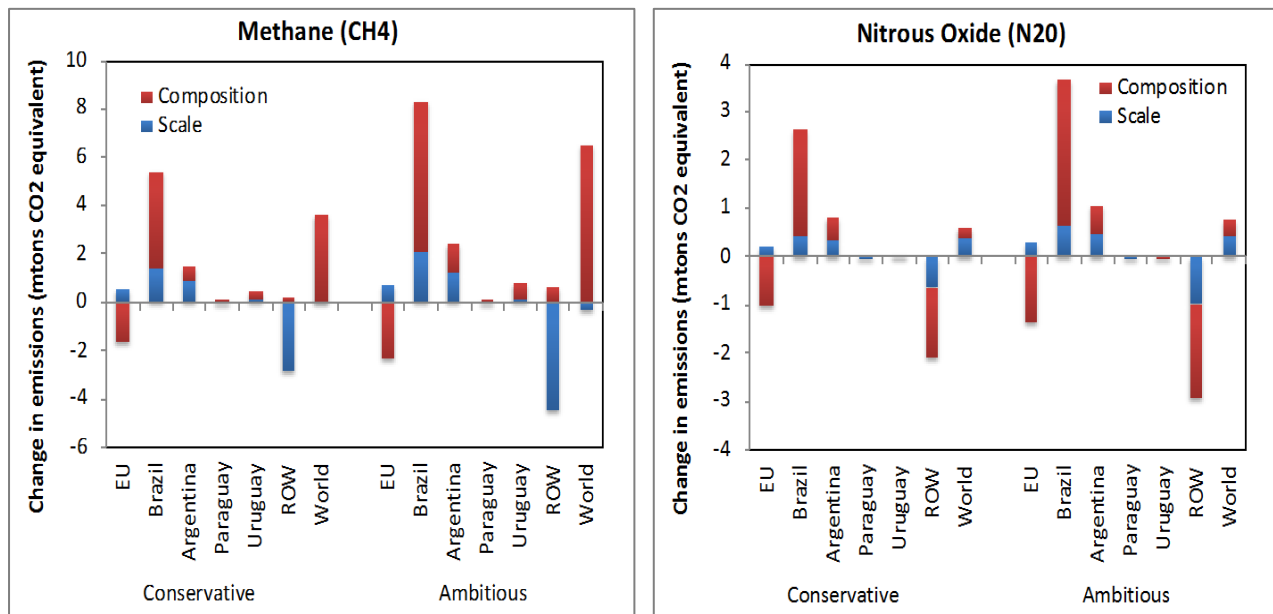 Methane (CH4)
Change in emissions (mtons CO2 equivalent)
10
8
6
4
2
0
-2
-4
-6
Composition
Scale
EU
Brazil
Argentina
Paraguay
Uruguay
ROW
World
EU
Brazil
Argentina
Paraguay
Uruguay
ROW
World
Conservative
Ambitious
Nitrous Oxide (N20)
Change in emissions (mtons CO2 equivalent)
4
3
2
1
0
-1
-2
-3
-4
Composition
Scale
EU
Brazil
Argentina
Paraguay
Uruguay
ROW
World
EU
Brazil
Argentina
Paraguay
Uruguay
ROW
World
Conservative
Ambitious